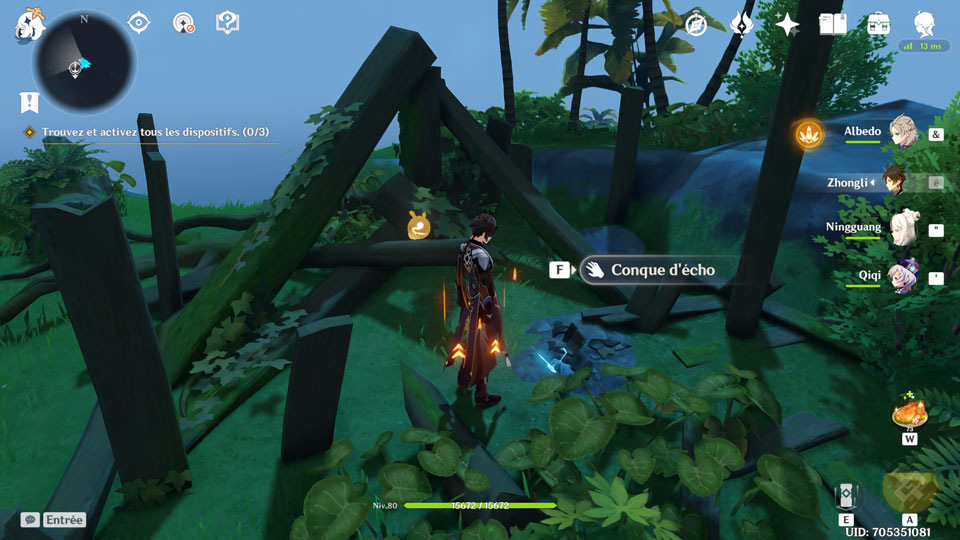 N
13 ms
Trouvez et activez tous les dispositifs. (0/3)
Albedo
&
Zhongli
é
Ningguang
"
F
Conque d'écho
Qiqi
'
73
W
Niv.80
15672 / 15672
Entrée
E
A
UID: 705351081